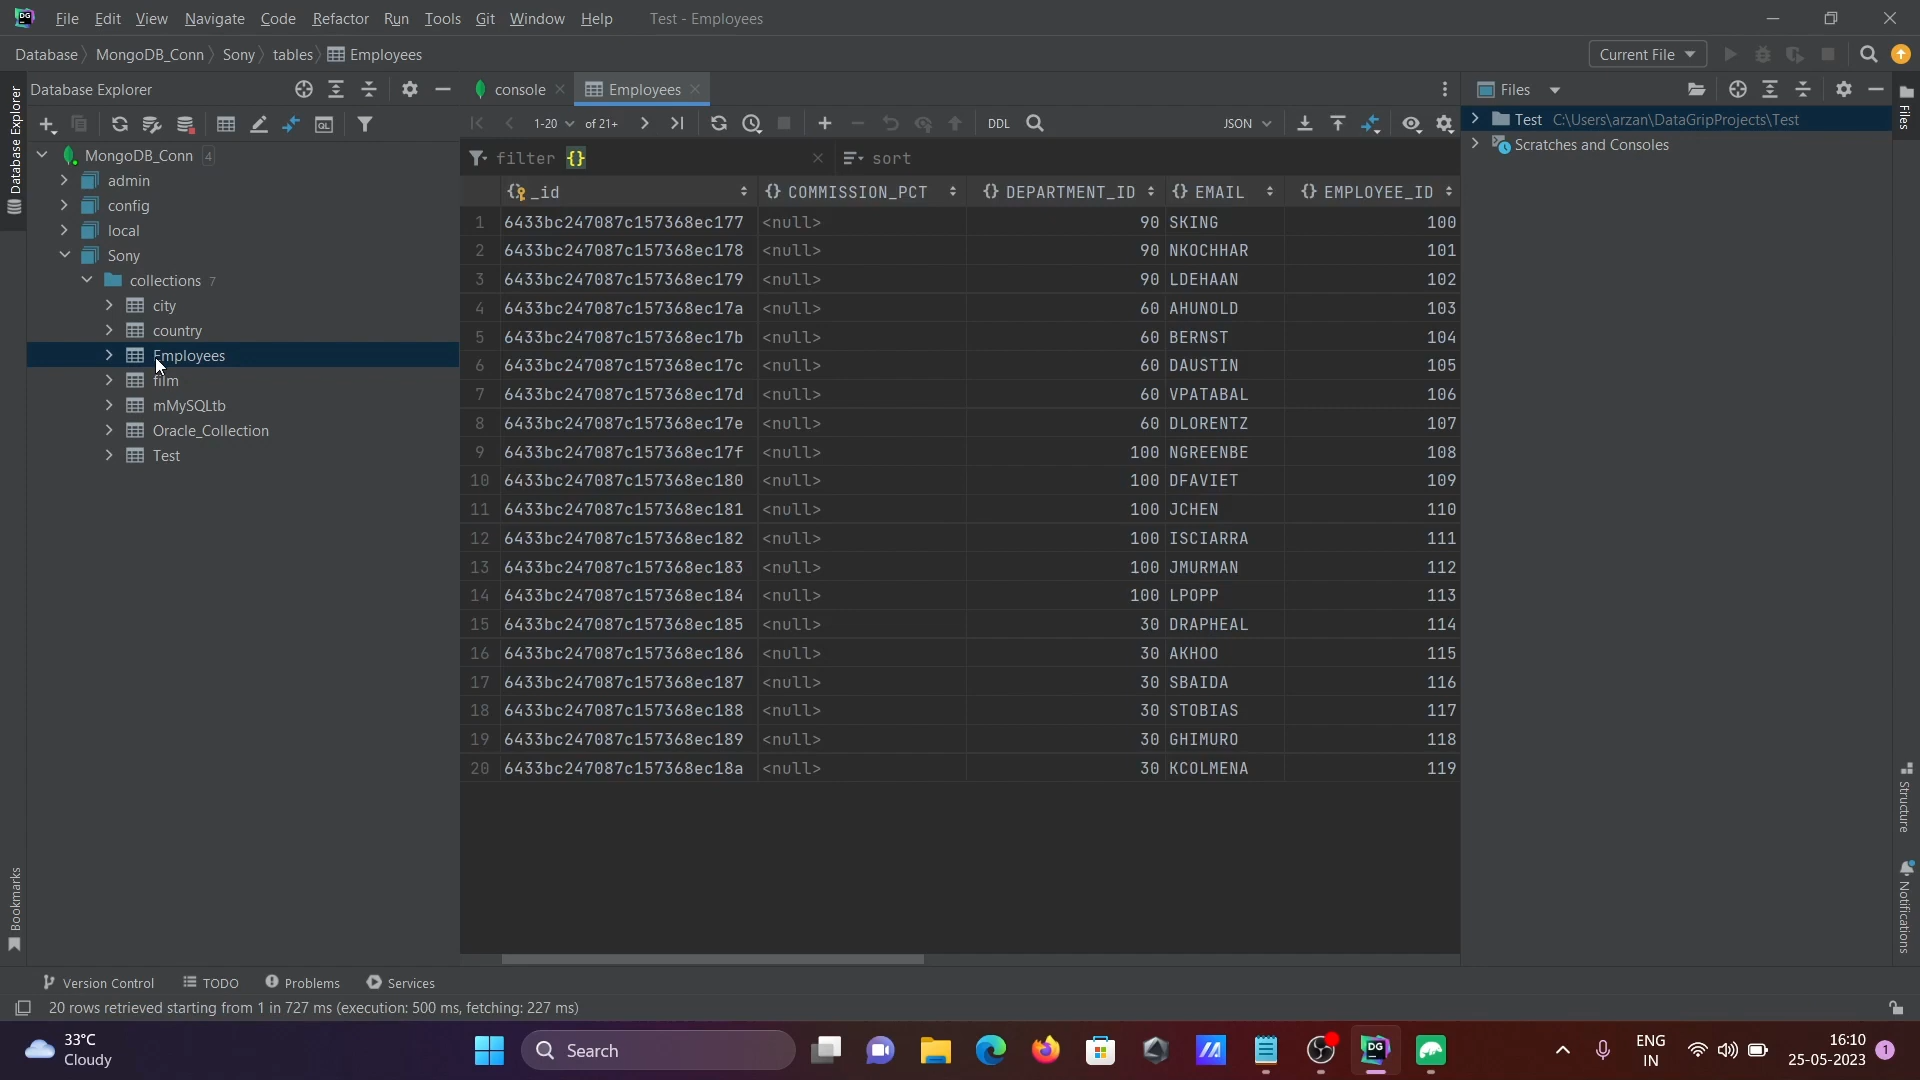 DG File Edit View Navigate Code Refactor Run Tools Git Window Help Test - Employees
Database MongoDB_Conn Sony tables Employees Current File
Database Explorer console Employees Files
1-20 of 21+ DDL JSON Test C:\Users\arzan\DataGripProjects\Test
Scratches and Consoles
MongoDB_Conn 4
admin
config
local
Sony
collections 7
city
country
Employees
film
mMySQLtb
Oracle_Collection
Test
filter {} sort
_id {} COMMISSION_PCT {} DEPARTMENT_ID {} EMAIL {} EMPLOYEE_ID
1 6433bc247087c157368ec177 <null> 90 SKING 100
2 6433bc247087c157368ec178 <null> 90 NKOCHHAR 101
3 6433bc247087c157368ec179 <null> 90 LDEHAAN 102
4 6433bc247087c157368ec17a <null> 60 AHUNOLD 103
5 6433bc247087c157368ec17b <null> 60 BERNST 104
6 6433bc247087c157368ec17c <null> 60 DAUSTIN 105
7 6433bc247087c157368ec17d <null> 60 VPATABAL 106
8 6433bc247087c157368ec17e <null> 60 DLORENTZ 107
9 6433bc247087c157368ec17f <null> 100 NGREENBE 108
10 6433bc247087c157368ec180 <null> 100 DFAVIET 109
11 6433bc247087c157368ec181 <null> 100 JCHEN 110
12 6433bc247087c157368ec182 <null> 100 ISCIARRA 111
13 6433bc247087c157368ec183 <null> 100 JMURMAN 112
14 6433bc247087c157368ec184 <null> 100 LPOPP 113
15 6433bc247087c157368ec185 <null> 30 DRAPHEAL 114
16 6433bc247087c157368ec186 <null> 30 AKHOO 115
17 6433bc247087c157368ec187 <null> 30 SBAIDA 116
18 6433bc247087c157368ec188 <null> 30 STOBIAS 117
19 6433bc247087c157368ec189 <null> 30 GHIMURO 118
20 6433bc247087c157368ec18a <null> 30 KCOLMENA 119
Database Explorer
Bookmarks
Files
Structure
Notifications
Version Control TODO Problems Services
20 rows retrieved starting from 1 in 727 ms (execution: 500 ms, fetching: 227 ms)
33°C
Cloudy
Search
DG
ENG
IN
16:10
25-05-2023
1